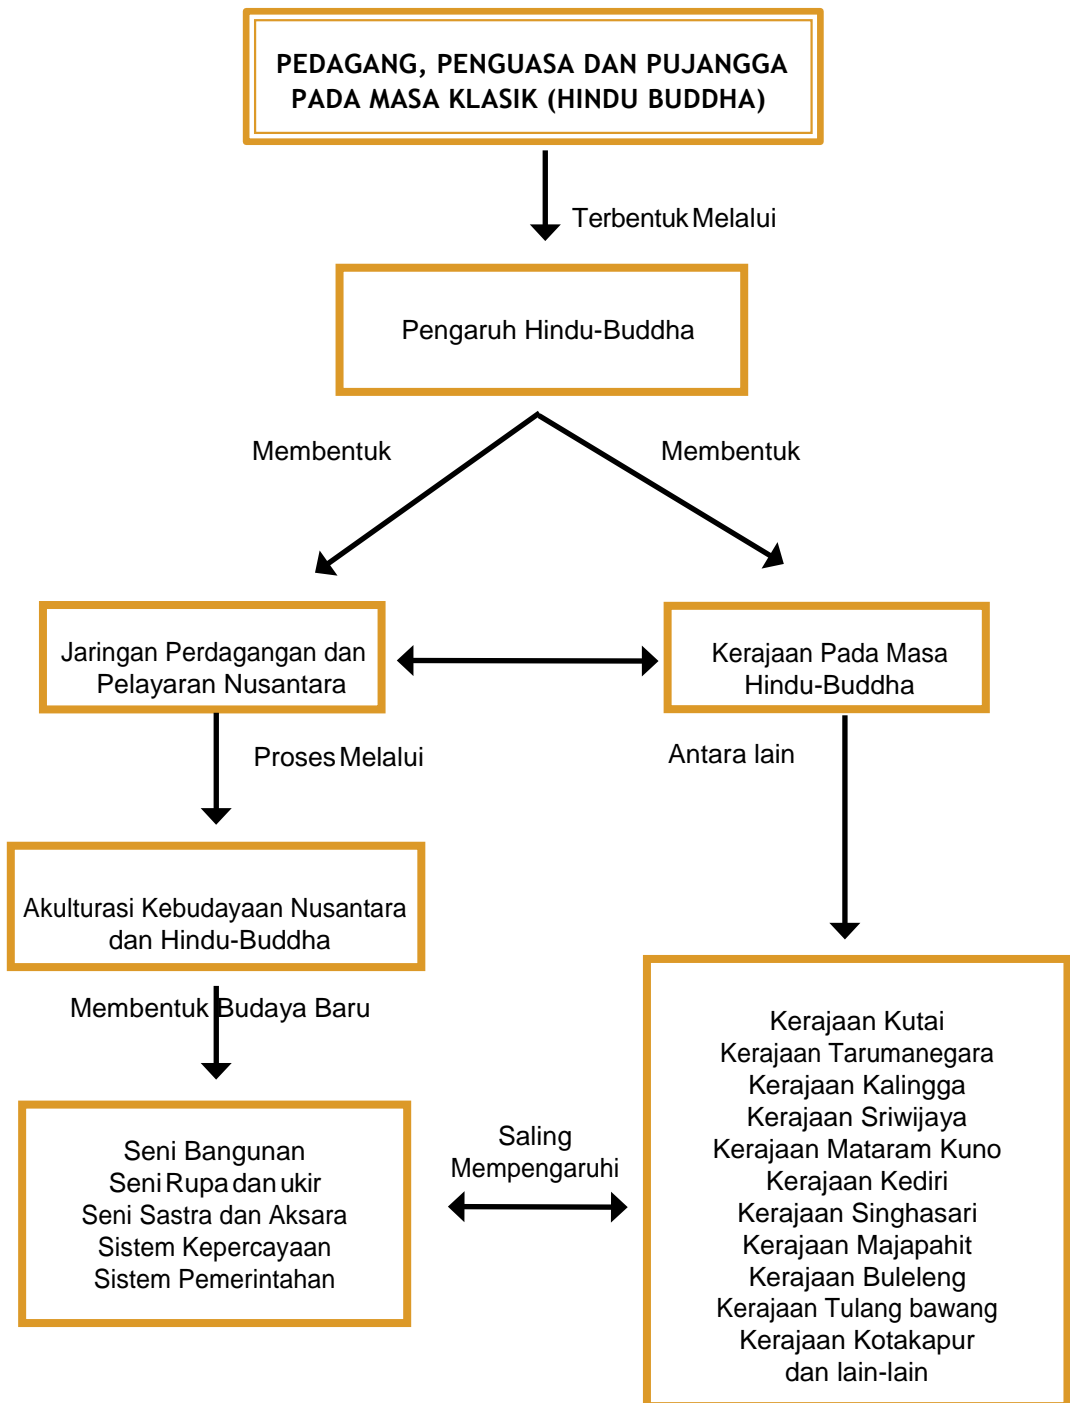 PEDAGANG, PENGUASA DAN PUJANGGA
PADA MASA KLASIK (HINDU BUDDHA)
Terbentuk Melalui
Pengaruh Hindu-Buddha
Membentuk
Membentuk
Jaringan Perdagangan dan
Pelayaran Nusantara
Kerajaan Pada Masa
Hindu-Buddha
Proses Melalui
Antara lain
Akulturasi Kebudayaan Nusantara
dan Hindu-Buddha
Membentuk Budaya Baru
Seni Bangunan
Seni Rupa dan ukir
Seni Sastra dan Aksara
Sistem Kepercayaan
Sistem Pemerintahan
Saling
Mempengaruhi
Kerajaan Kutai
Kerajaan Tarumanegara
Kerajaan Kalingga
Kerajaan Sriwijaya
Kerajaan Mataram Kuno
Kerajaan Kediri
Kerajaan Singhasari
Kerajaan Majapahit
Kerajaan Buleleng
Kerajaan Tulang bawang
Kerajaan Kotakapur
dan lain-lain